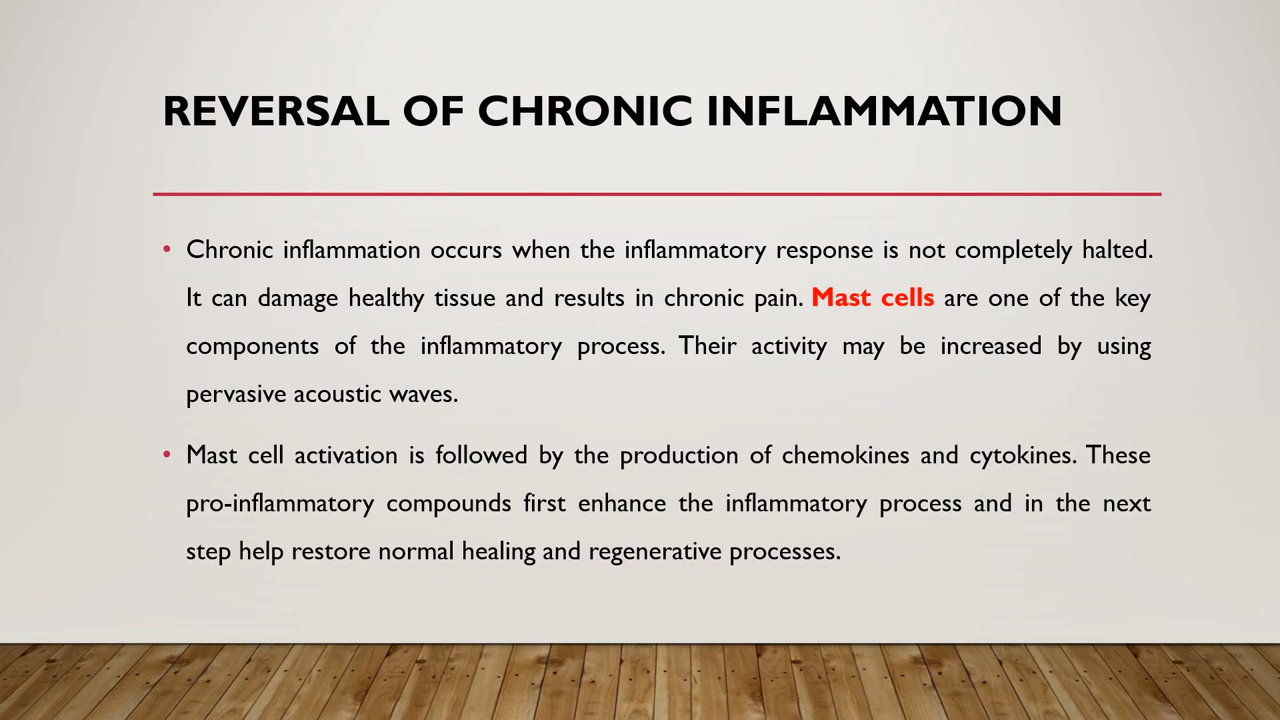 REVERSAL OF CHRONIC INFLAMMATION
• Chronic inflammation occurs when the inflammatory response is not completely halted.
It can damage healthy tissue and results in chronic pain. Mast cells are one of the key
components of the inflammatory process. Their activity may be increased by using
pervasive acoustic waves.
• Mast cell activation is followed by the production of chemokines and cytokines. These
pro-inflammatory compounds first enhance the inflammatory process and in the next
step help restore normal healing and regenerative processes.